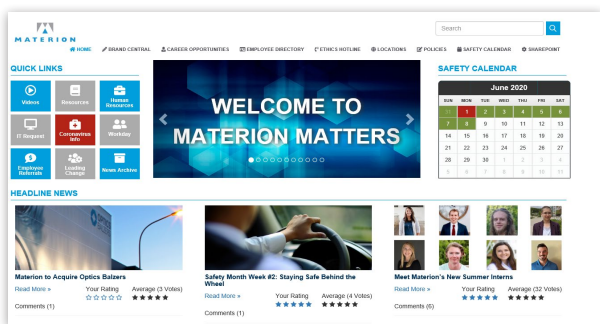 MATERION
Search
HOME
BRAND CENTRAL
CAREER OPPORTUNITIES
EMPLOYEE DIRECTORY
ETHICS HOTLINE
LOCATIONS
POLICIES
SAFETY CALENDAR
SHAREPOINT
QUICK LINKS
Videos
Resources
Human
Resources
IT Request
Coronavirus
Info
Workday
Employee
Referrals
Leading
Change
News Archive
WELCOME TO
MATERION MATTERS
SAFETY CALENDAR
June 2020
SUN MON TUE WED THU FRI SAT
1 2 3 4 5 6
7 8 9 10 11 12 13
14 15 16 17 18 19 20
21 22 23 24 25 26 27
28 29 30 1 2 3 4
5 6 7 8 9 10 11
HEADLINE NEWS
Materion to Acquire Optics Balzers
Read More »
Your Rating
Average (3 Votes)
Comments (1)
Safety Month Week #2: Staying Safe Behind the
Wheel
Read More »
Your Rating
Average (4 Votes)
Comments (1)
Meet Materion's New Summer Interns
Read More »
Your Rating
Average (32 Votes)
Comments (6)